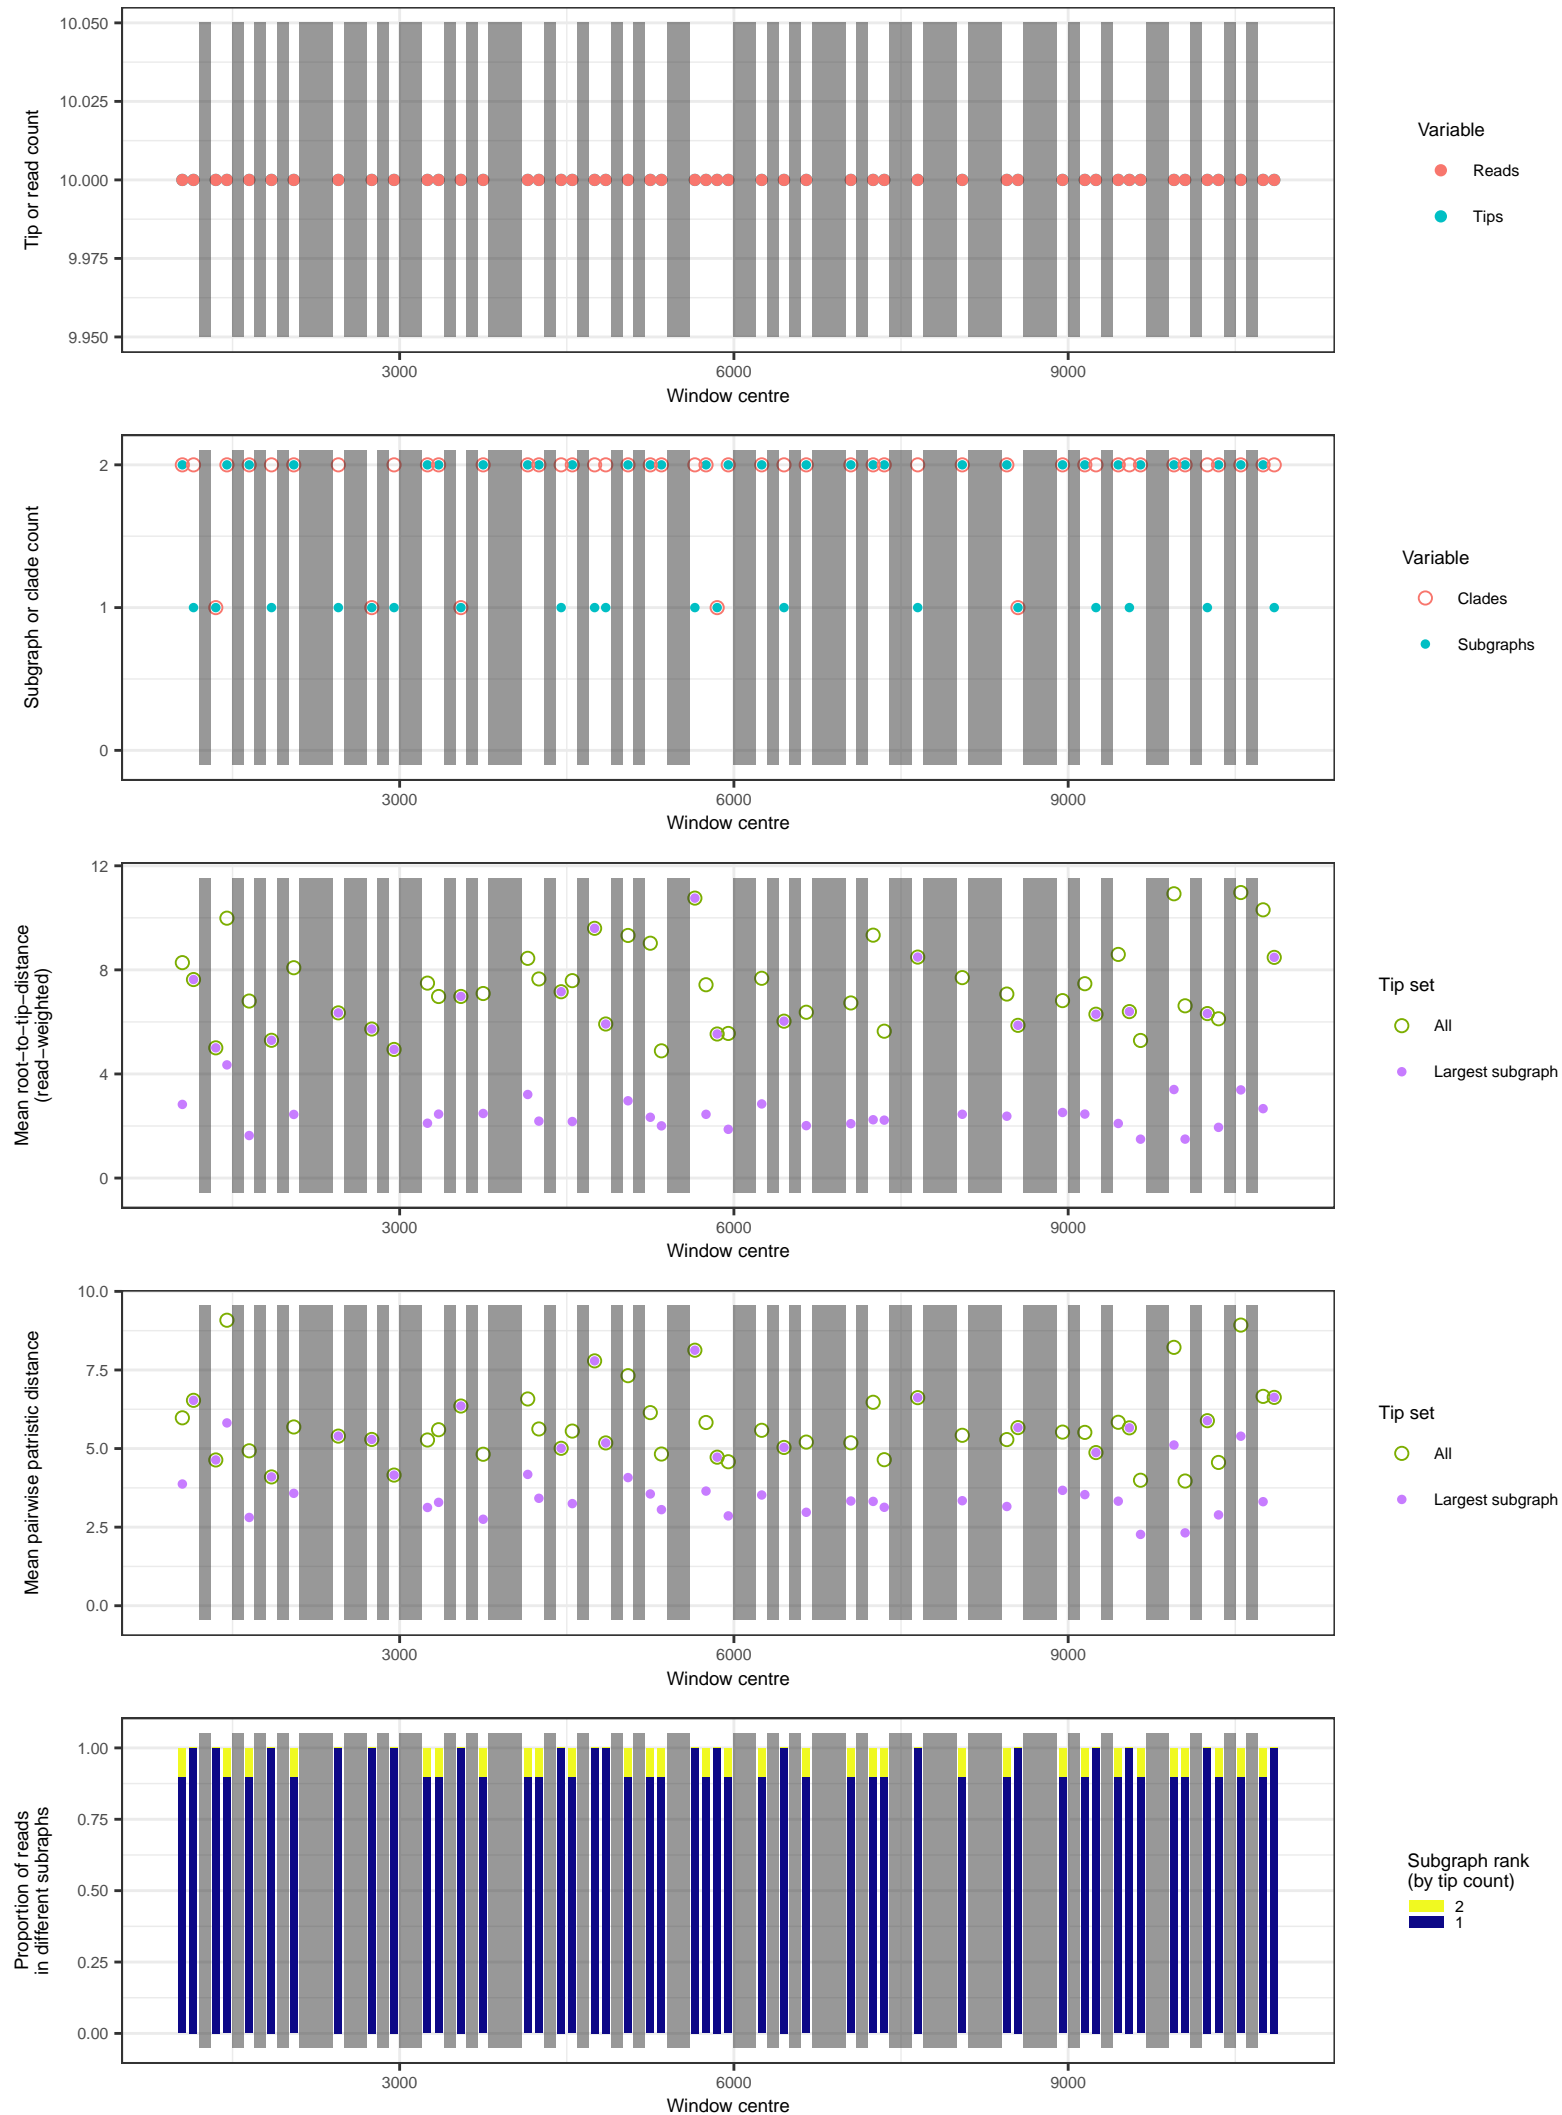 10.050
10.025
10.000
9.975
9.950
Tip or read count
3000
6000
9000
Window centre
Variable
Reads
Tips
2
1
0
Subgraph or clade count
3000
6000
9000
Window centre
Variable
Clades
Subgraphs
12
8
4
0
Mean root−to−tip−distance
(read−weighted)
3000
6000
9000
Window centre
Tip set
All
Largest subgraph
10.0
7.5
5.0
2.5
0.0
Mean pairwise patristic distance
3000
6000
9000
Window centre
Tip set
All
Largest subgraph
1.00
0.75
0.50
0.25
0.00
Proportion of reads
in different subraphs
3000
6000
9000
Window centre
Subgraph rank
(by tip count)
2
1